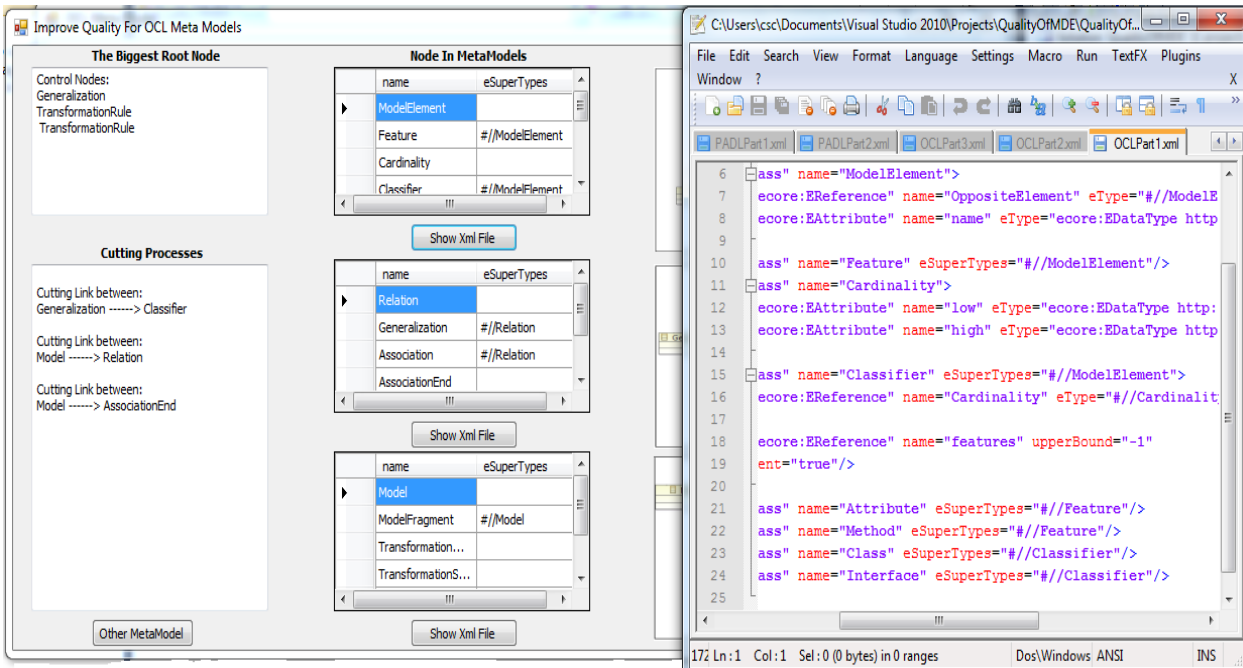 Improve Quality For OCL Meta Models
The Biggest Root Node
Control Nodes:
Generalization
TransformationRule
TransformationRule
Cutting Processes
Cutting Link between:
Generalization ------> Classifier
Cutting Link between:
Model ------> Relation
Cutting Link between:
Model ------> AssociationEnd
Other MetaModel
Node In MetaModels
name eSuperTypes
ModelElement
Feature #//ModelElement
Cardinality
Classifier #//ModelElement
Show Xml File
name eSuperTypes
Relation
Generalization #//Relation
Association #//Relation
AssociationEnd
Show Xml File
name eSuperTypes
Model
ModelFragment #//Model
Transformation...
TransformationS...
Show Xml File
C:\Users\csc\Documents\Visual Studio 2010\Projects\QualityOfMDE\QualityOf...
File Edit Search View Format Language Settings Macro Run TextFX Plugins
Window ? X
PADLPart1.xml PADLPart2.xml OCLPart3.xml OCLPart2.xml OCLPart1.xml
6 ass" name="ModelElement">
7 ecore:EReference" name="OppositeElement" eType="#//ModelE
8 ecore:EAttribute" name="name" eType="ecore:EDataType http
9
10 ass" name="Feature" eSuperTypes="#//ModelElement"/>
11 ass" name="Cardinality">
12 ecore:EAttribute" name="low" eType="ecore:EDataType http:
13 ecore:EAttribute" name="high" eType="ecore:EDataType http
14
15 ass" name="Classifier" eSuperTypes="#//ModelElement">
16 ecore:EReference" name="Cardinality" eType="#//Cardinalit
17
18 ecore:EReference" name="features" upperBound="-1"
19 ent="true"/>
20
21 ass" name="Attribute" eSuperTypes="#//Feature"/>
22 ass" name="Method" eSuperTypes="#//Feature"/>
23 ass" name="Class" eSuperTypes="#//Classifier"/>
24 ass" name="Interface" eSuperTypes="#//Classifier"/>
25
172 Ln:1 Col:1 Sel:0 (0 bytes) in 0 ranges Dos\Windows ANSI INS